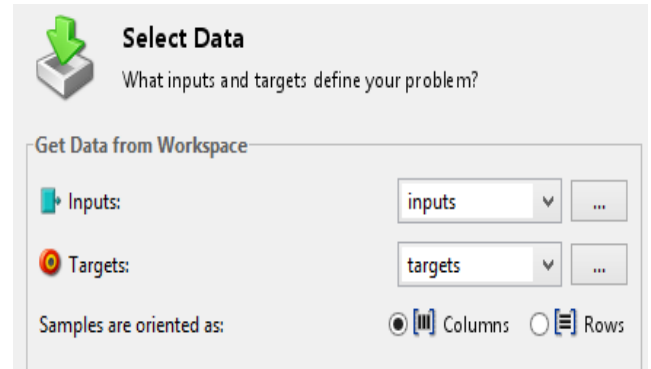 Select Data
What inputs and targets define your problem?
Get Data from Workspace
Inputs: inputs ...
Targets: targets ...
Samples are oriented as: Columns Rows